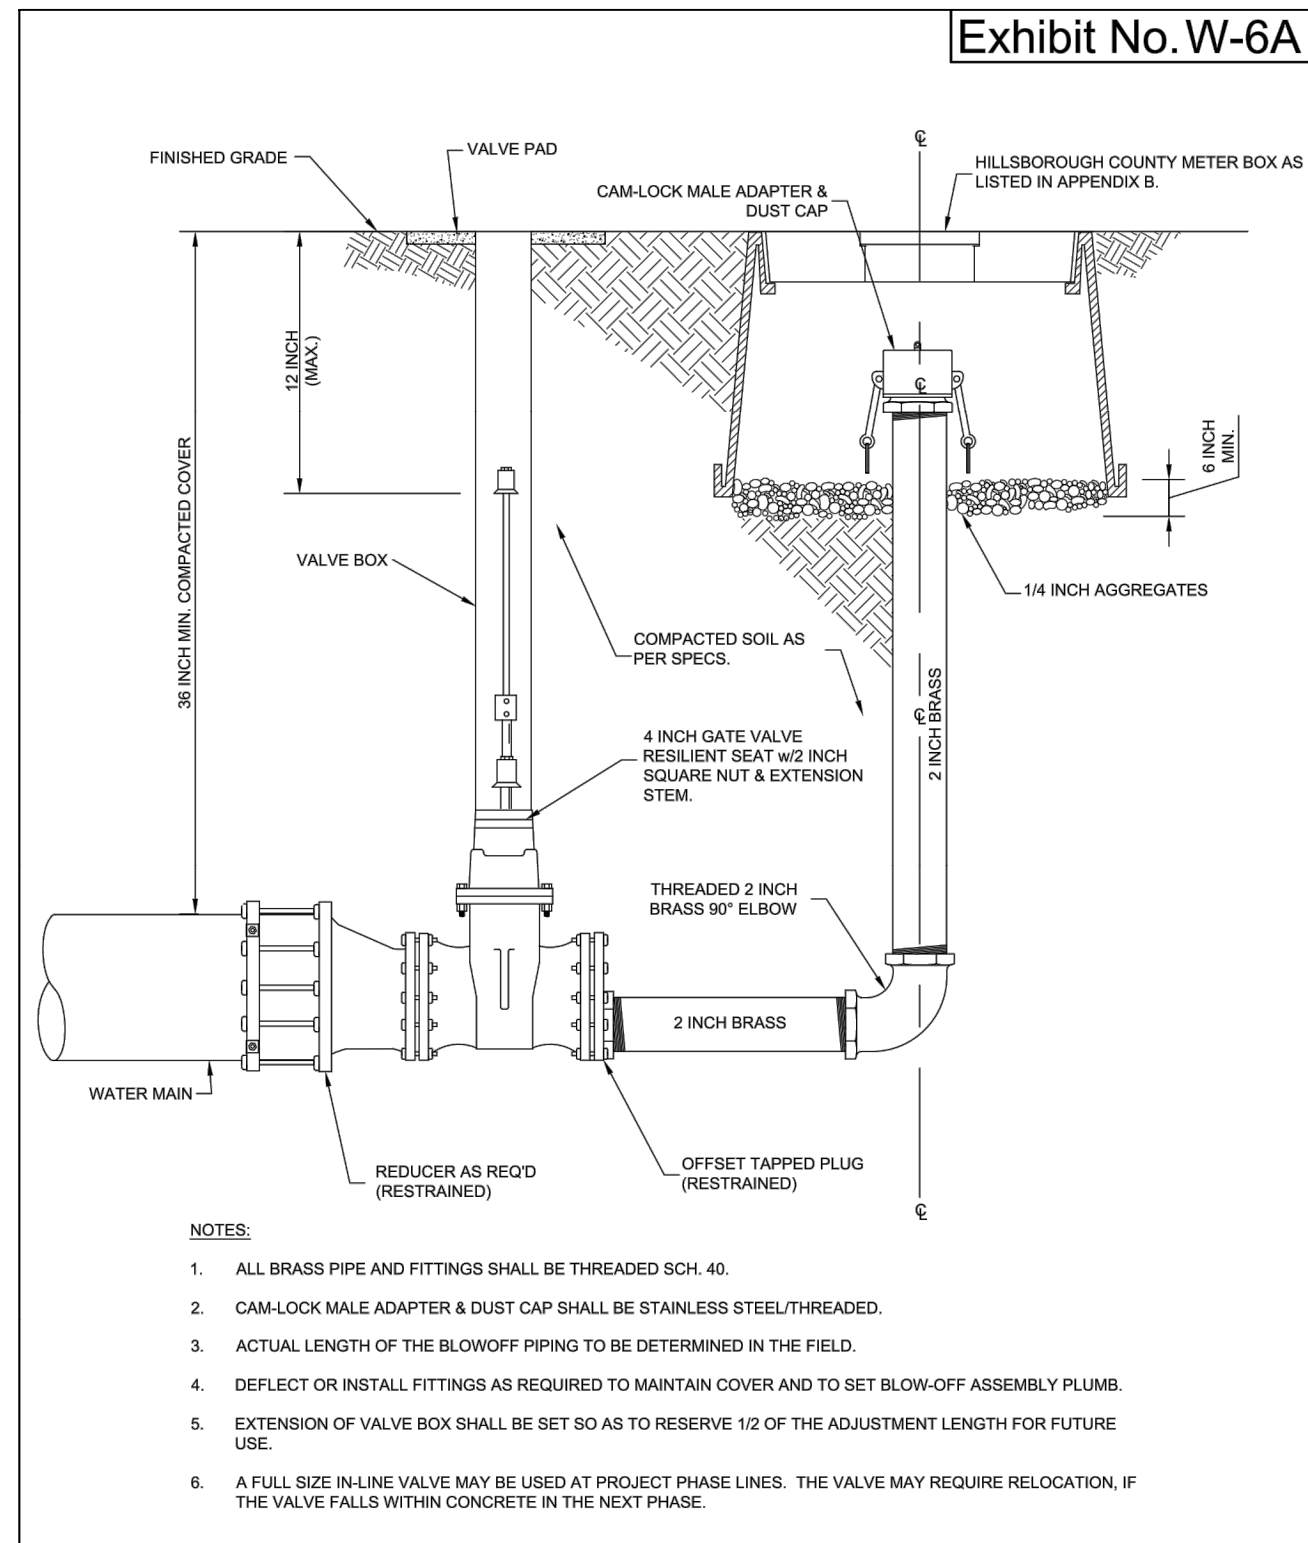 Exhibit No. W-6A
FINISHED GRADE
VALVE PAD
℄
HILLSBOROUGH COUNTY METER BOX AS
LISTED IN APPENDIX B.
CAM-LOCK MALE ADAPTER &
DUST CAP
12 INCH
(MAX.)
℄
36 INCH MIN. COMPACTED COVER
6 INCH
MIN.
VALVE BOX
1/4 INCH AGGREGATES
COMPACTED SOIL AS
PER SPECS.
℄
2 INCH BRASS
4 INCH GATE VALVE
RESILIENT SEAT w/2 INCH
SQUARE NUT & EXTENSION
STEM.
THREADED 2 INCH
BRASS 90° ELBOW
2 INCH BRASS
WATER MAIN
REDUCER AS REQ'D
(RESTRAINED)
OFFSET TAPPED PLUG
(RESTRAINED)
℄
NOTES:
1. ALL BRASS PIPE AND FITTINGS SHALL BE THREADED SCH. 40.
2. CAM-LOCK MALE ADAPTER & DUST CAP SHALL BE STAINLESS STEEL/THREADED.
3. ACTUAL LENGTH OF THE BLOWOFF PIPING TO BE DETERMINED IN THE FIELD.
4. DEFLECT OR INSTALL FITTINGS AS REQUIRED TO MAINTAIN COVER AND TO SET BLOW-OFF ASSEMBLY PLUMB.
5. EXTENSION OF VALVE BOX SHALL BE SET SO AS TO RESERVE 1/2 OF THE ADJUSTMENT LENGTH FOR FUTURE
USE.
6. A FULL SIZE IN-LINE VALVE MAY BE USED AT PROJECT PHASE LINES. THE VALVE MAY REQUIRE RELOCATION, IF
THE VALVE FALLS WITHIN CONCRETE IN THE NEXT PHASE.